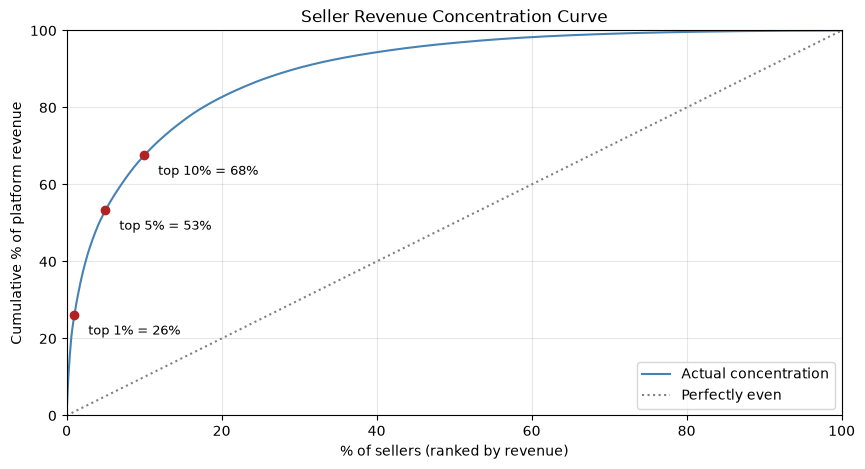 Seller Revenue Concentration Curve
Cumulative % of platform revenue
100
80
60
40
20
0
top 10% = 68%
top 5% = 53%
top 1% = 26%
Actual concentration
Perfectly even
0 20 40 60 80 100
% of sellers (ranked by revenue)